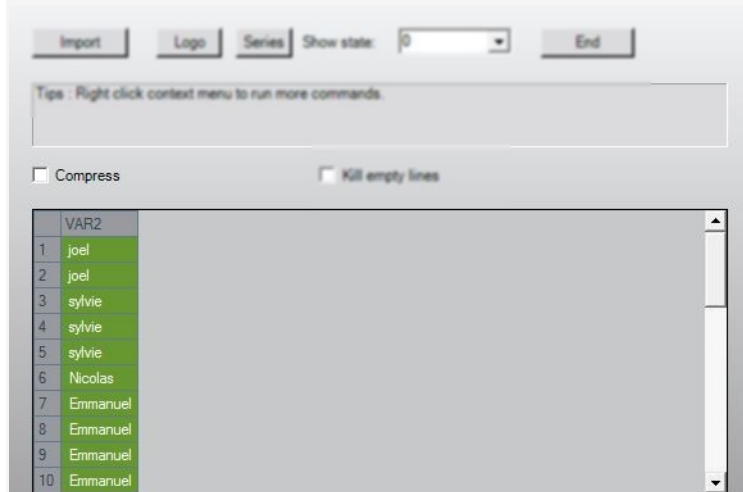 Import Logo Series Show state: 0 End
Tips : Right click context menu to run more commands.
Compress Kill empty lines
VAR2
1 joel
2 joel
3 sylvie
4 sylvie
5 sylvie
6 Nicolas
7 Emmanuel
8 Emmanuel
9 Emmanuel
10 Emmanuel